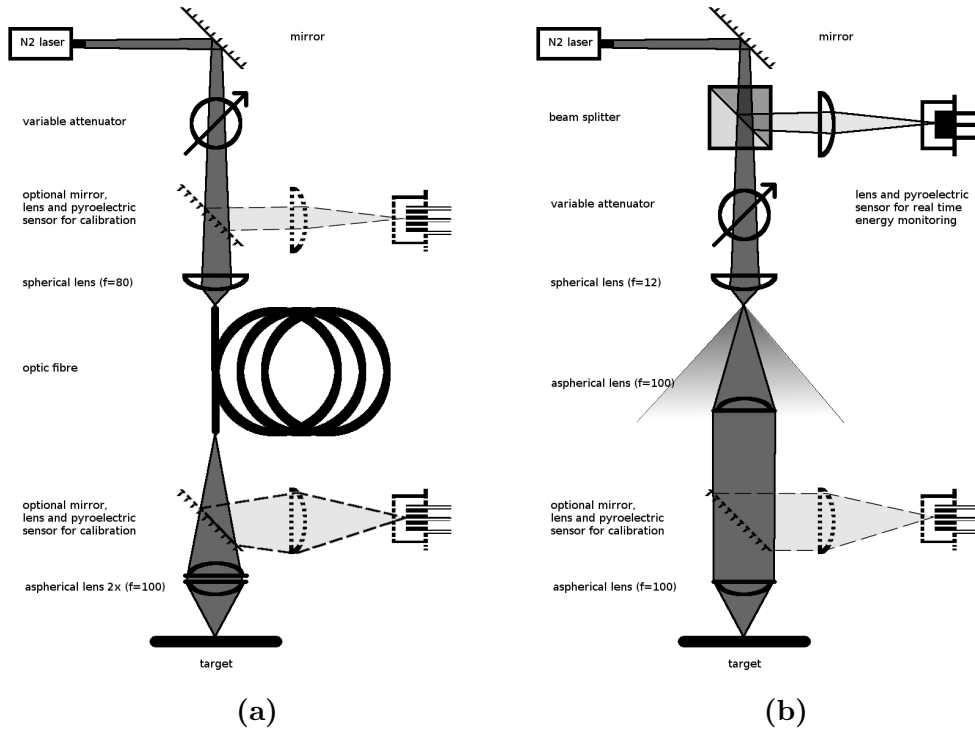 N2 laser
mirror
variable attenuator
optional mirror,
lens and pyroelectric
sensor for calibration
spherical lens (f=80)
optic fibre
optional mirror,
lens and pyroelectric
sensor for calibration
aspherical lens 2x (f=100)
target
(a)
N2 laser
mirror
beam splitter
variable attenuator
lens and pyroelectric
sensor for real time
energy monitoring
spherical lens (f=12)
aspherical lens (f=100)
optional mirror,
lens and pyroelectric
sensor for calibration
aspherical lens (f=100)
target
(b)